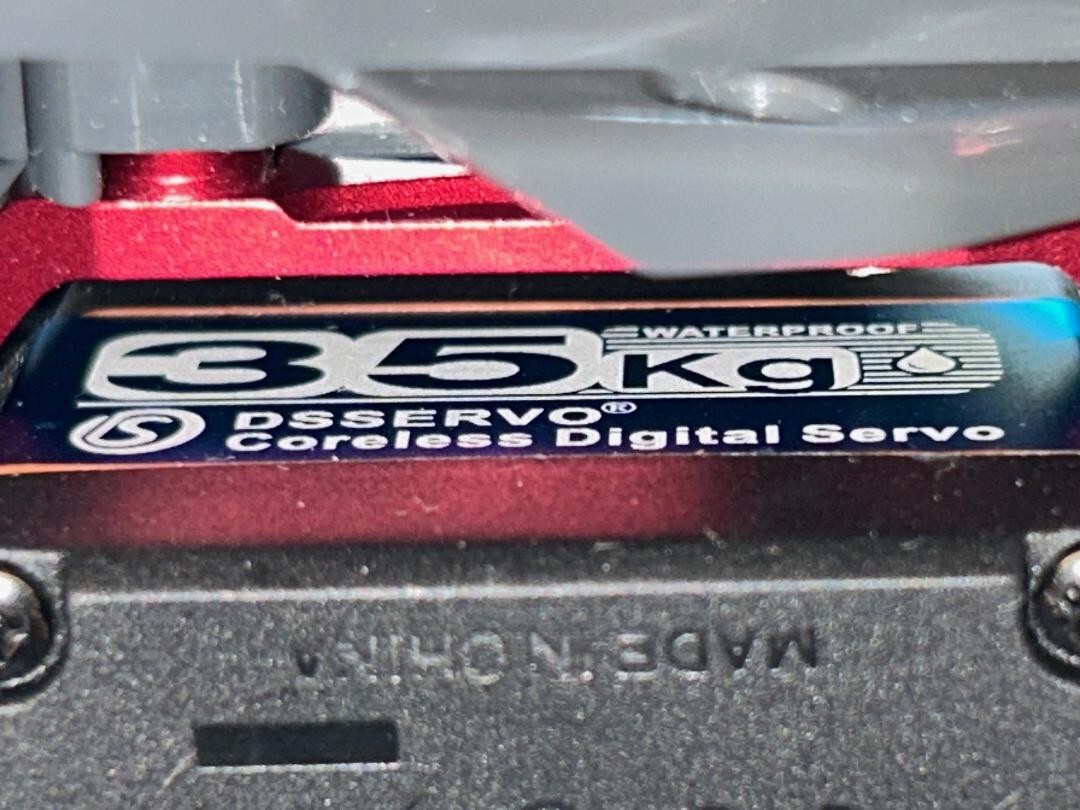 WATERPROOF
35Kg
DSSERVO®
Coreless Digital Servo
MADE IN CHINA